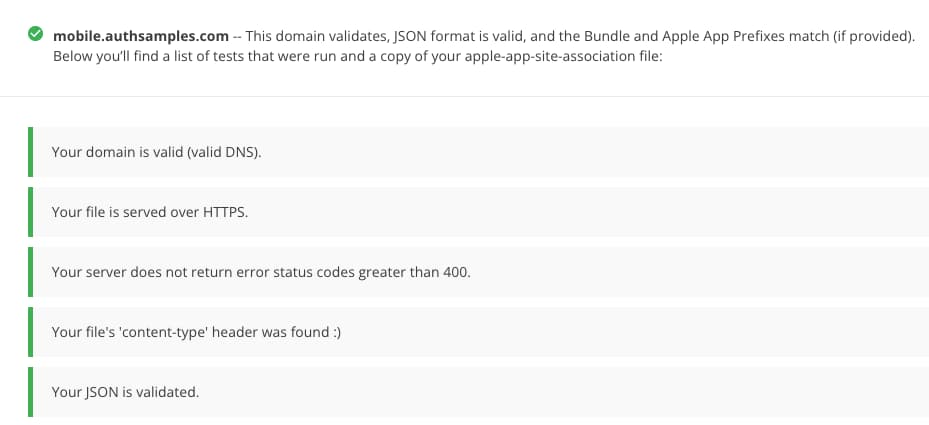 mobile.authsamples.com -- This domain validates, JSON format is valid, and the Bundle and Apple App Prefixes match (if provided).
Below you'll find a list of tests that were run and a copy of your apple-app-site-association file:
Your domain is valid (valid DNS).
Your file is served over HTTPS.
Your server does not return error status codes greater than 400.
Your file's 'content-type' header was found :)
Your JSON is validated.